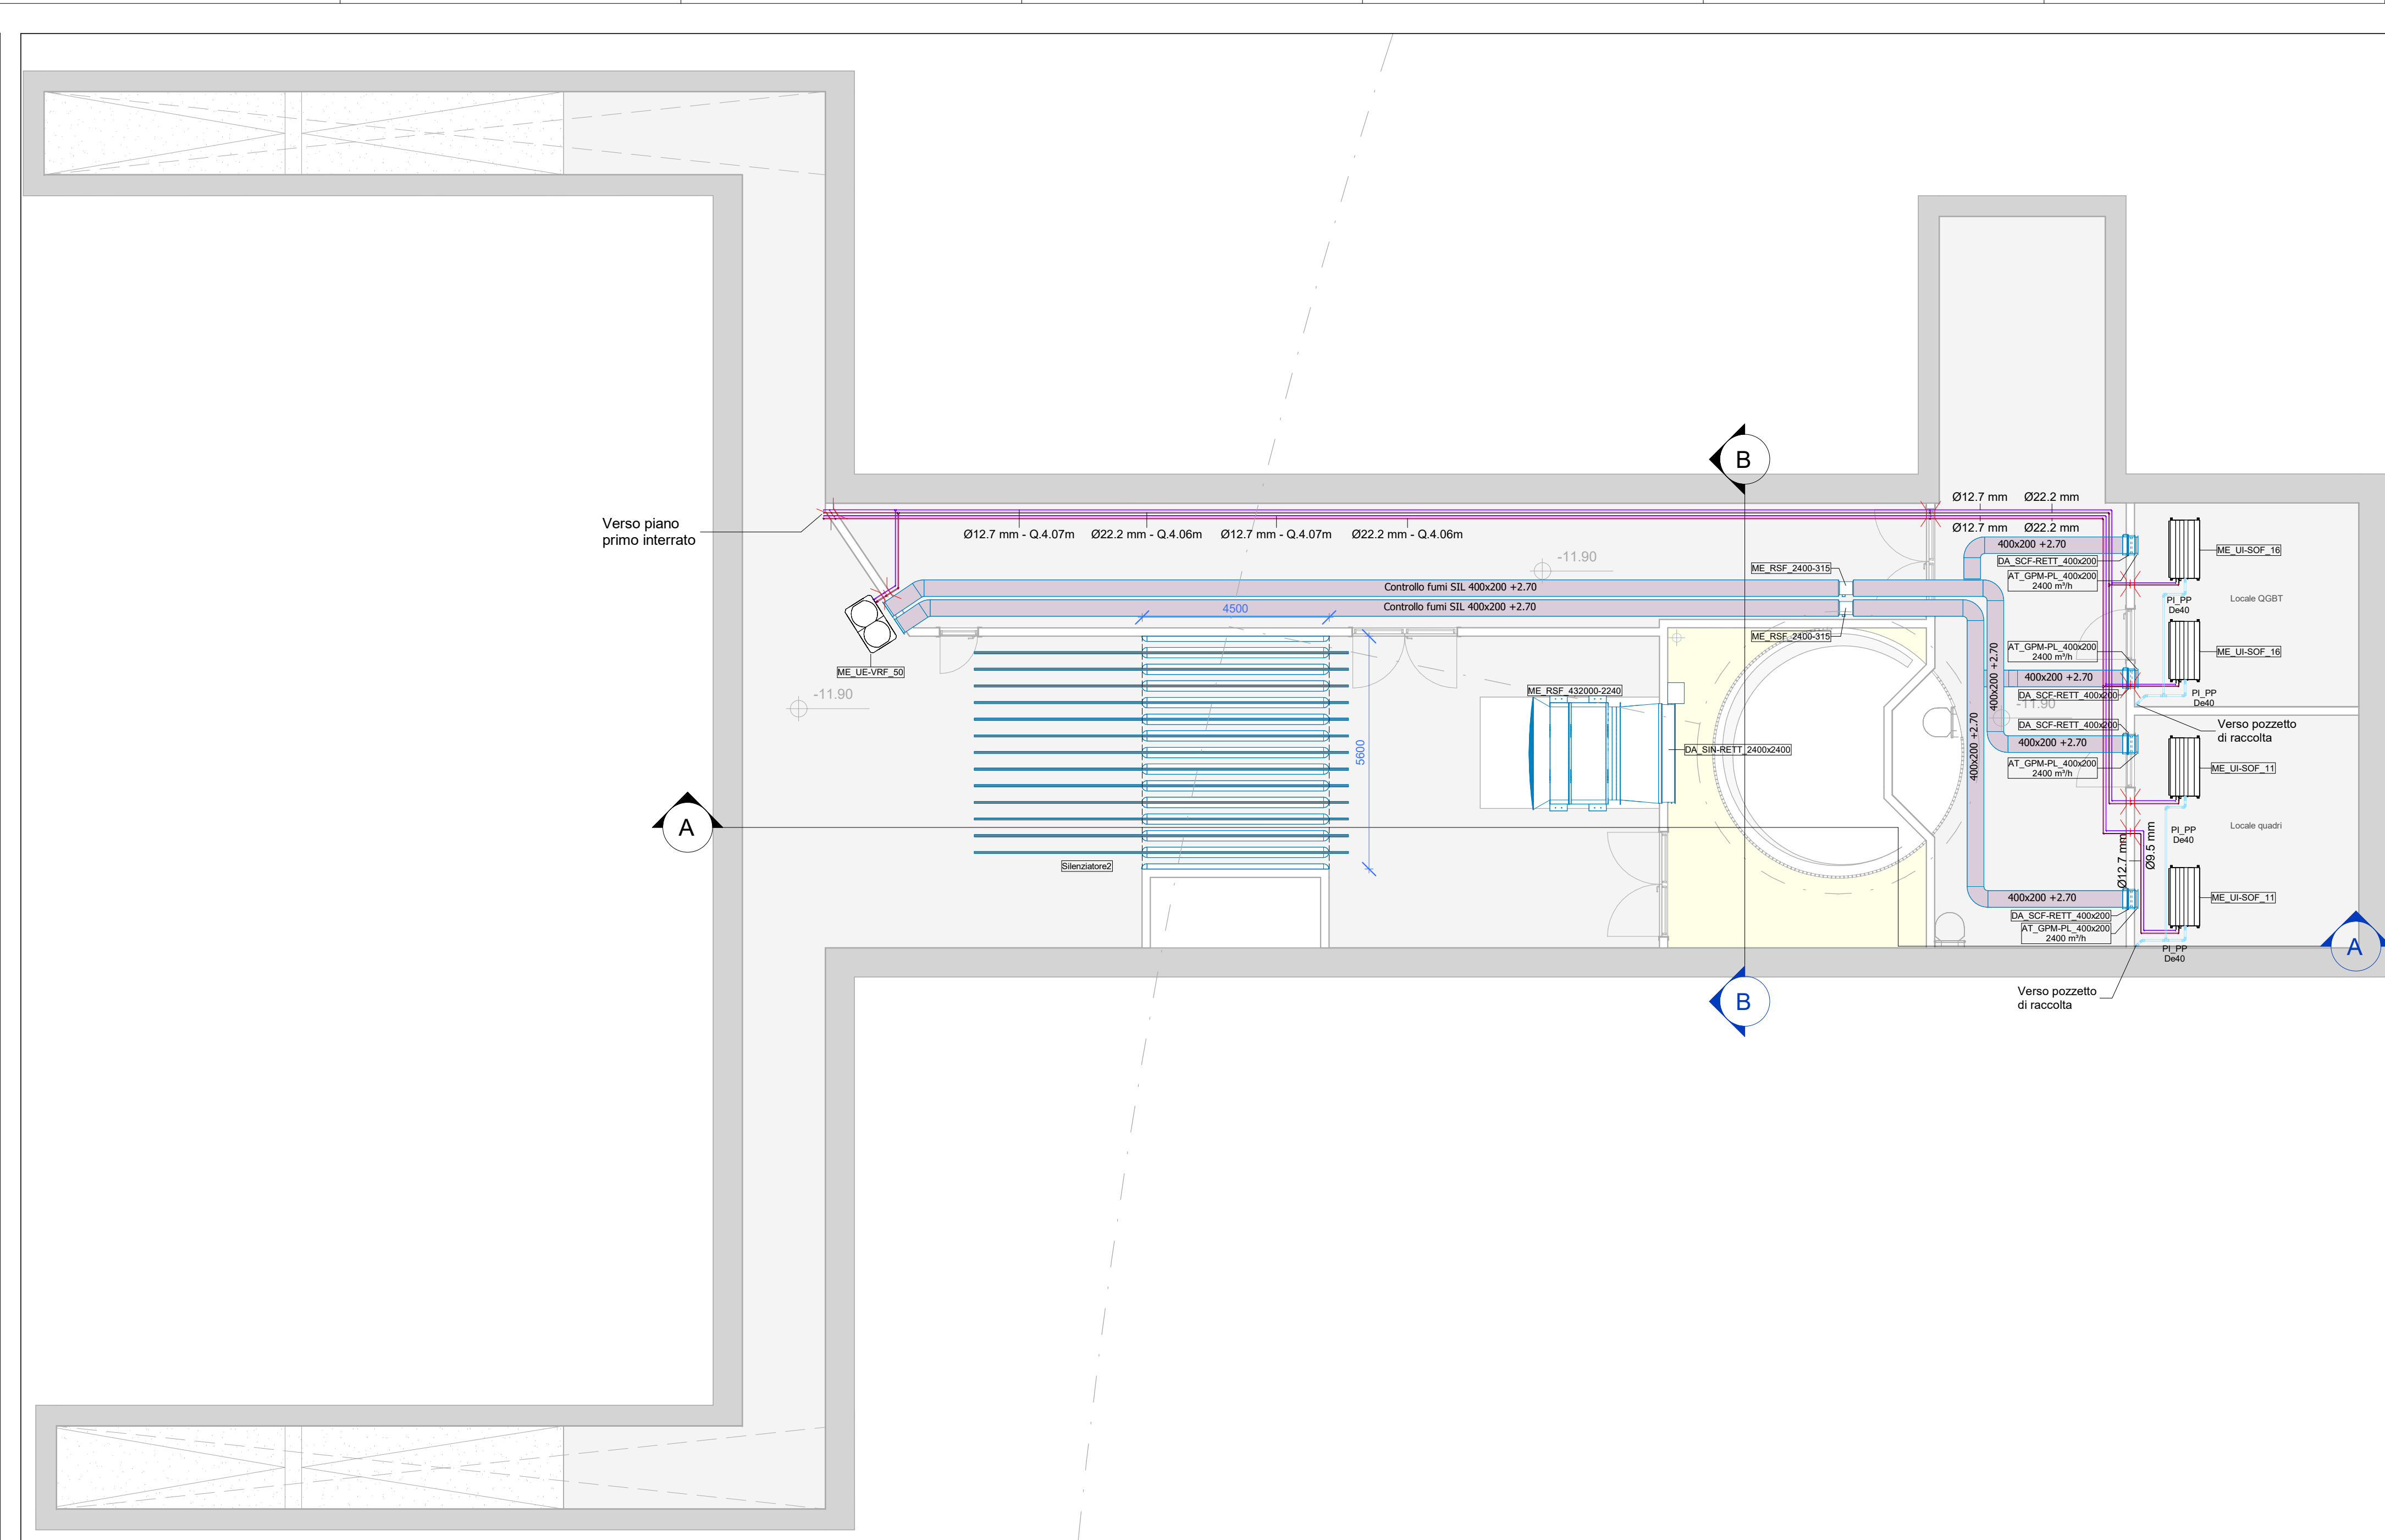 B
Ø12.7 mm
Ø22.2 mm
Verso piano
primo interrato
Ø12.7 mm - Q.4.07m
Ø22.2 mm - Q.4.06m
Ø12.7 mm - Q.4.07m
Ø22.2 mm - Q.4.06m
Ø12.7 mm
Ø22.2 mm
400x200 +2.70
ME_UI-SOF_16
-11.90
ME_RSF_2400-315
DA_SCF-RETT_400x200
AT_GPM-PL_400x200
2400 m³/h
Controllo fumi SIL 400x200 +2.70
Controllo fumi SIL 400x200 +2.70
4500
PI_PP
De40
Locale QGBT
ME_RSF_2400-315
ME_UE-VRF_50
AT_GPM-PL_400x200
2400 m³/h
ME_UI-SOF_16
400x200 +2.70
400x200 +2.70
-11.90
ME_RSF_432000-2240
DA_SCF-RETT_400x200
PI_PP
De40
-11.90
DA_SCF-RETT_400x200
Verso pozzetto
di raccolta
400x200 +2.70
5600
DA_SIN-RETT_2400x2400
400x200 +2.70
AT_GPM-PL_400x200
2400 m³/h
ME_UI-SOF_11
A
Locale quadri
PI_PP
De40
Ø12.7 mm
Ø9.5 mm
Silenziatore2
400x200 +2.70
ME_UI-SOF_11
DA_SCF-RETT_400x200
AT_GPM-PL_400x200
2400 m³/h
A
PI_PP
De40
B
Verso pozzetto
di raccolta